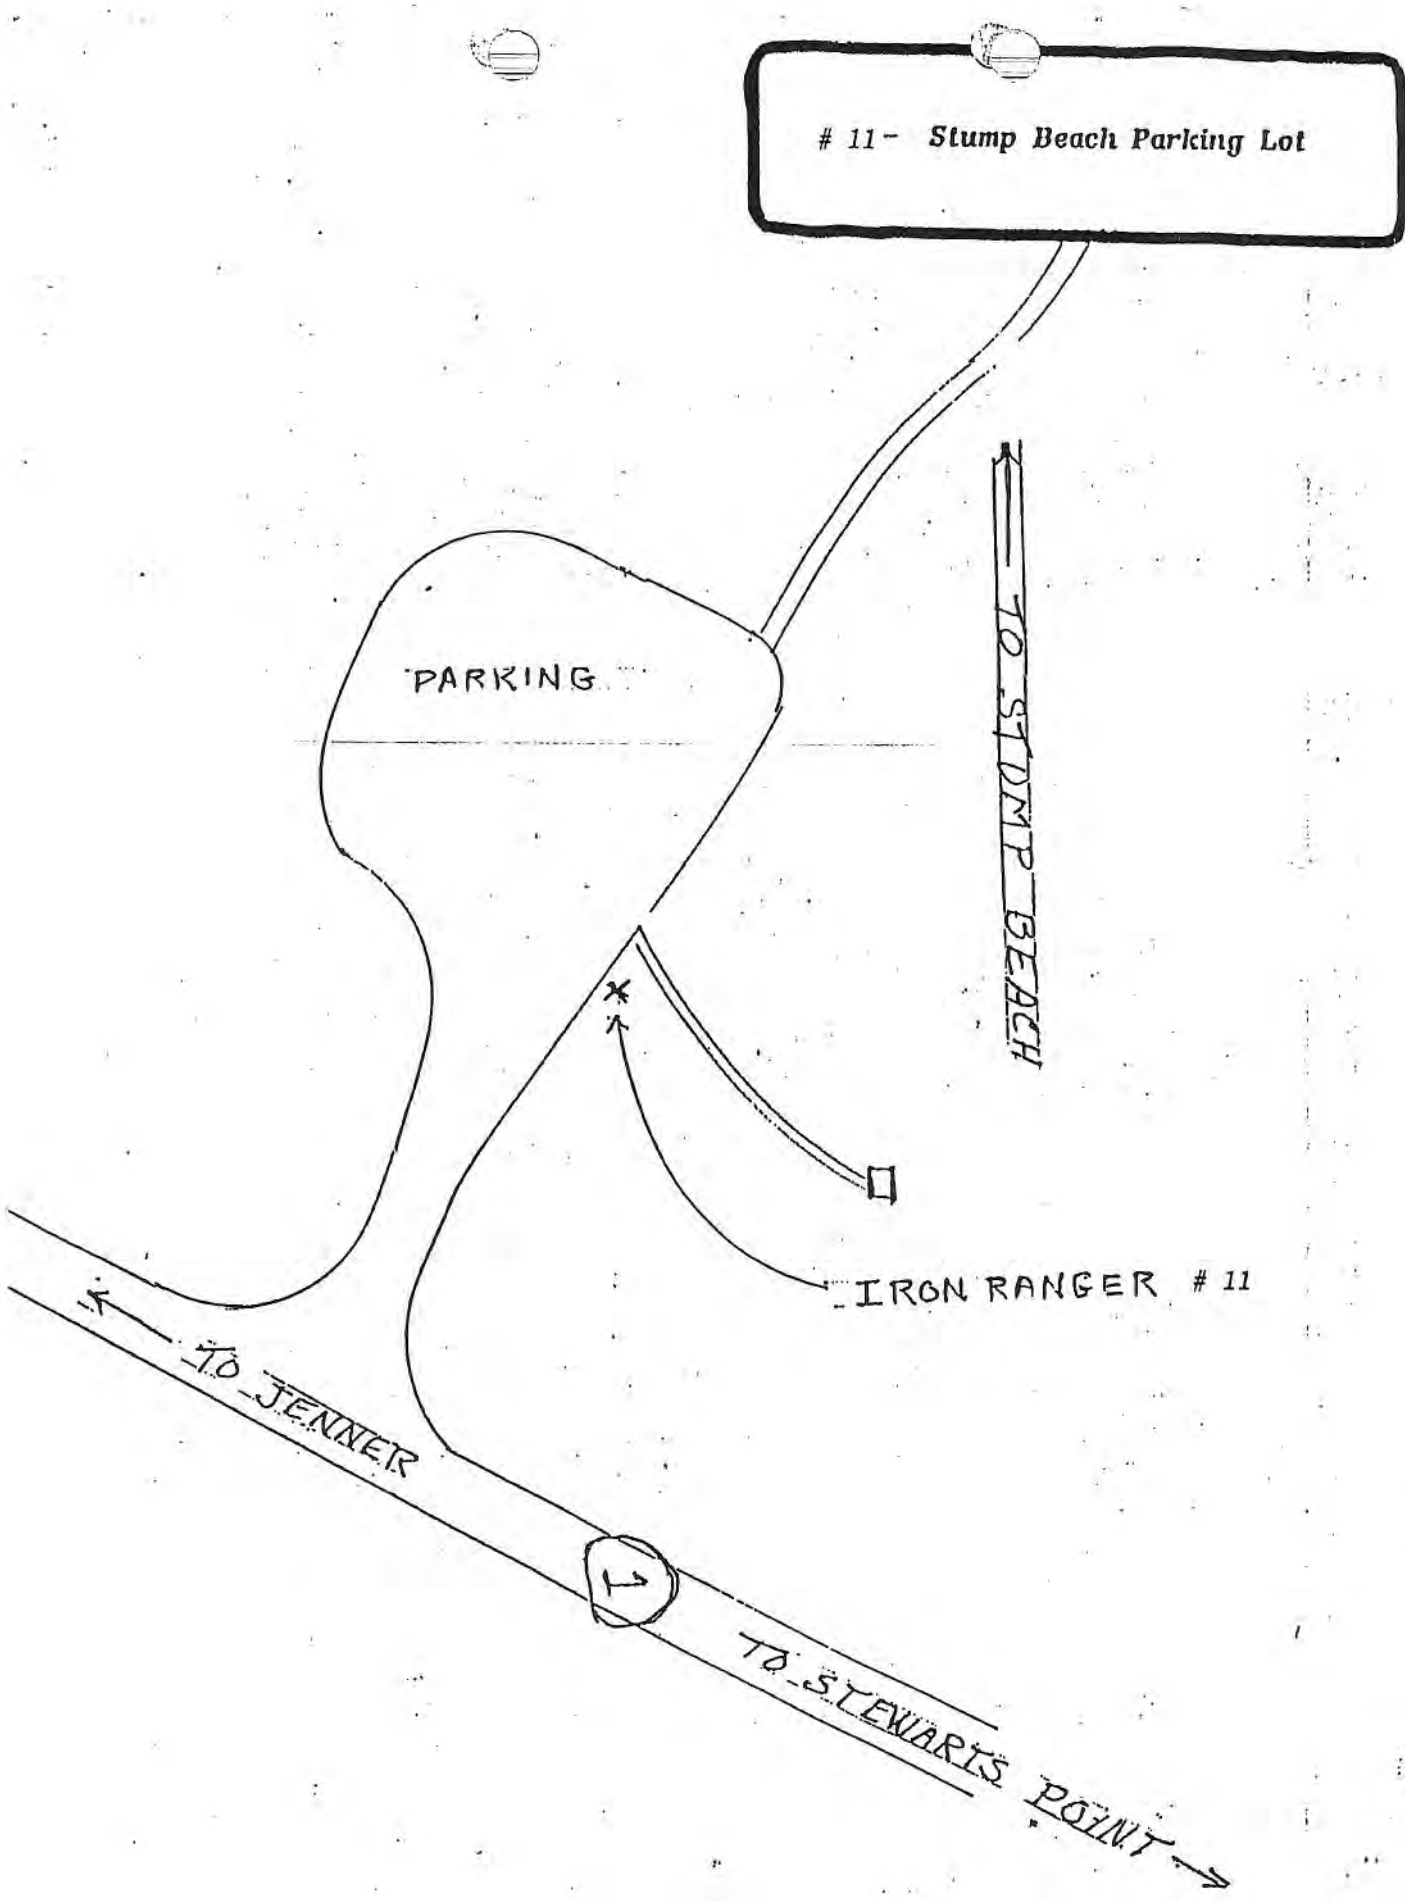 # 11- Stump Beach Parking Lot
PARKING
TO STUMP BEACH
IRON RANGER # 11
TO JENNER
1
TO STEWARTS POINT